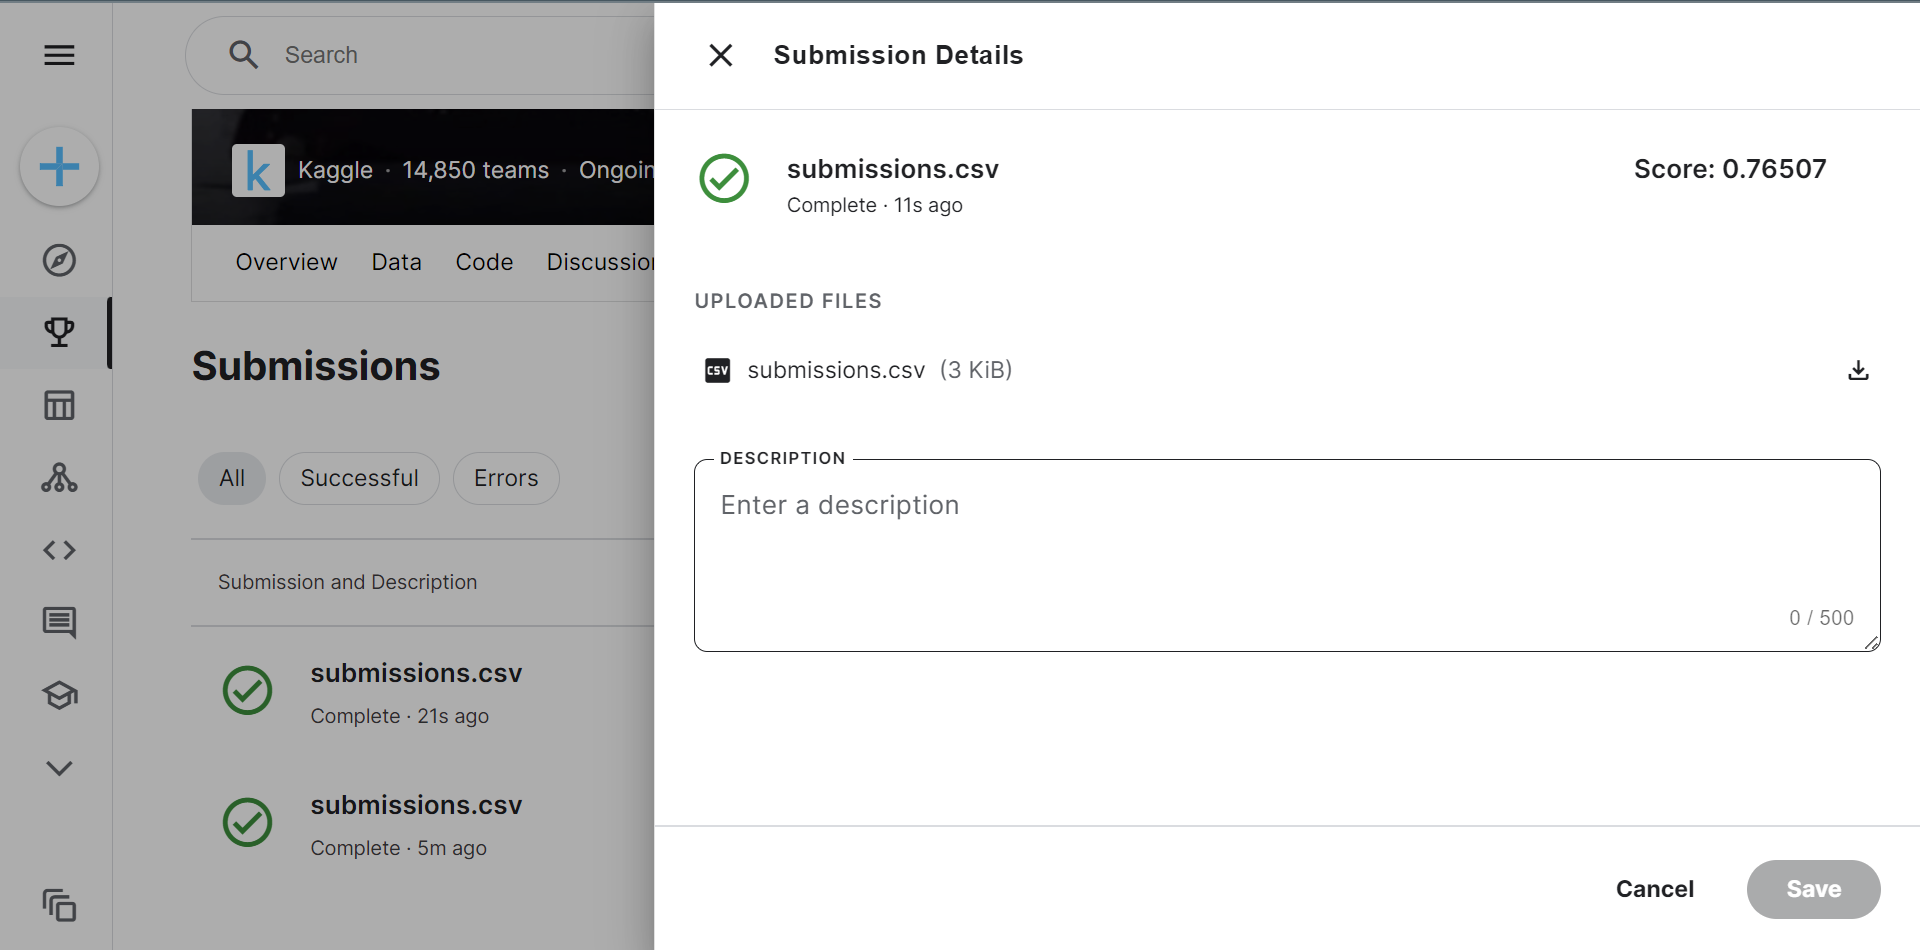 Search
k Kaggle · 14,850 teams · Ongoin
Overview Data Code Discussion
Submissions
All Successful Errors
Submission and Description
submissions.csv
Complete · 21s ago
submissions.csv
Complete · 5m ago
Submission Details
submissions.csv
Score: 0.76507
Complete · 11s ago
UPLOADED FILES
CSV submissions.csv (3 KiB)
DESCRIPTION
Enter a description
0 / 500
Cancel Save